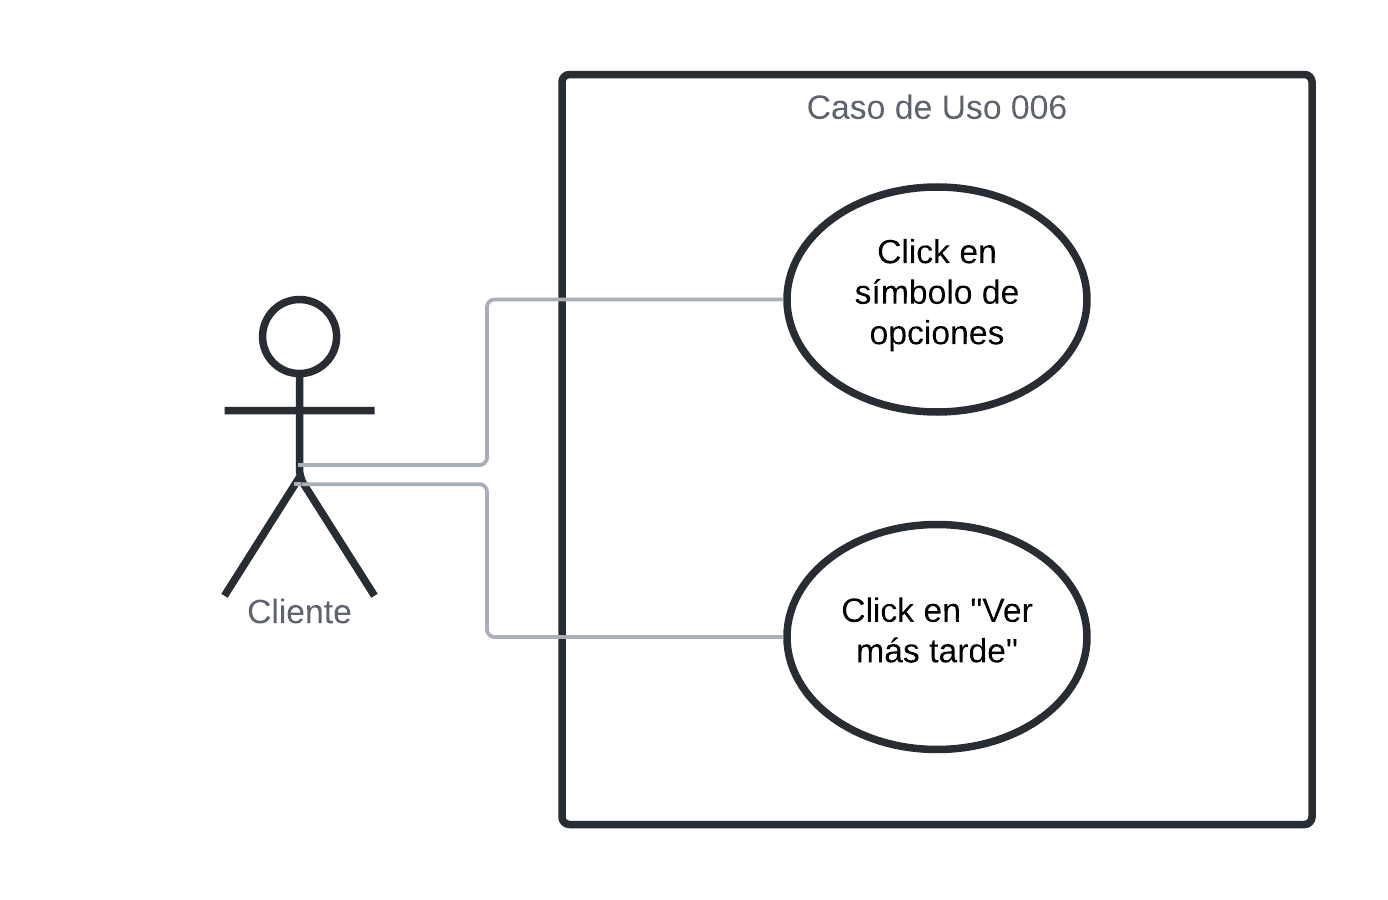 Caso de Uso 006
Click en
símbolo de
opciones
Cliente
Click en "Ver
más tarde"